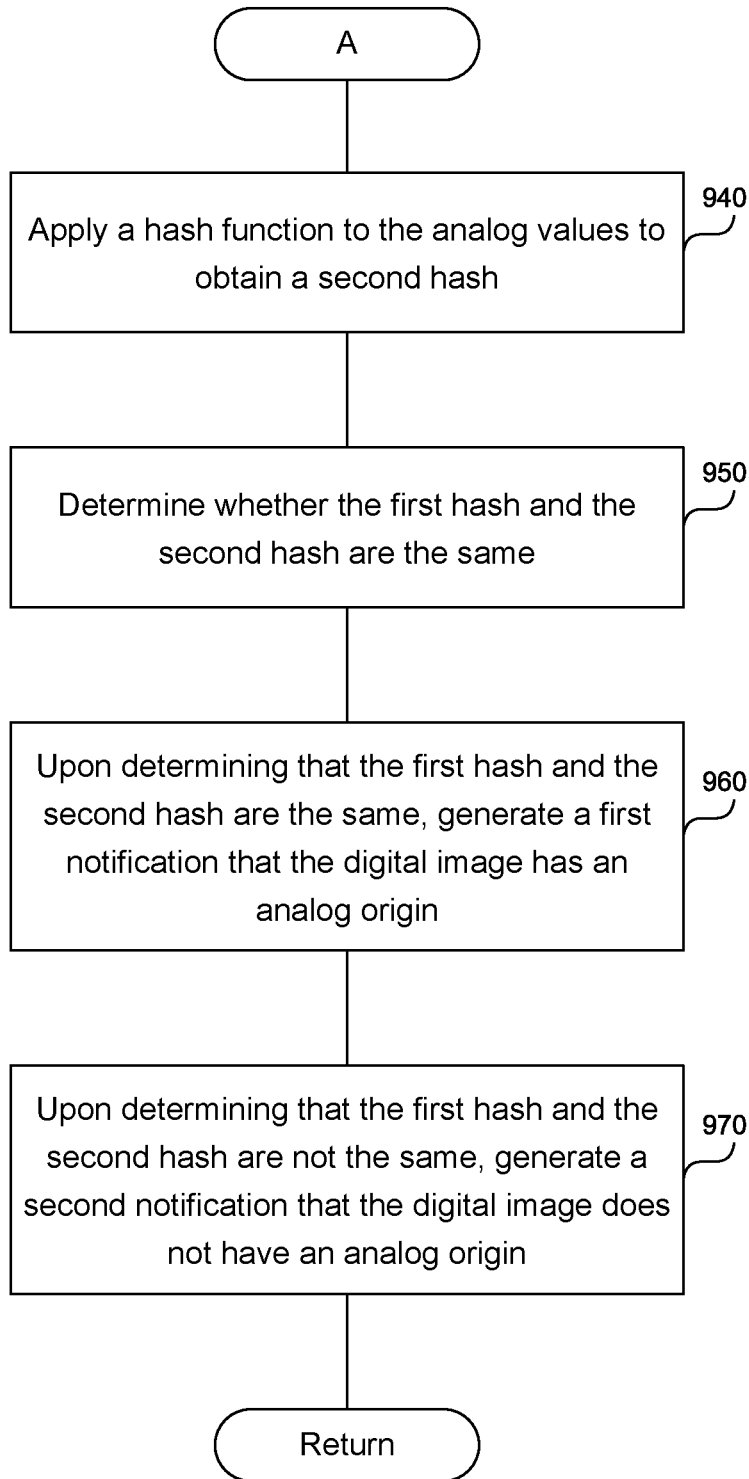 A
Apply a hash function to the analog values to
obtain a second hash
940
Determine whether the first hash and the
second hash are the same
950
Upon determining that the first hash and the
second hash are the same, generate a first
notification that the digital image has an
analog origin
960
Upon determining that the first hash and the
second hash are not the same, generate a
second notification that the digital image does
not have an analog origin
970
Return